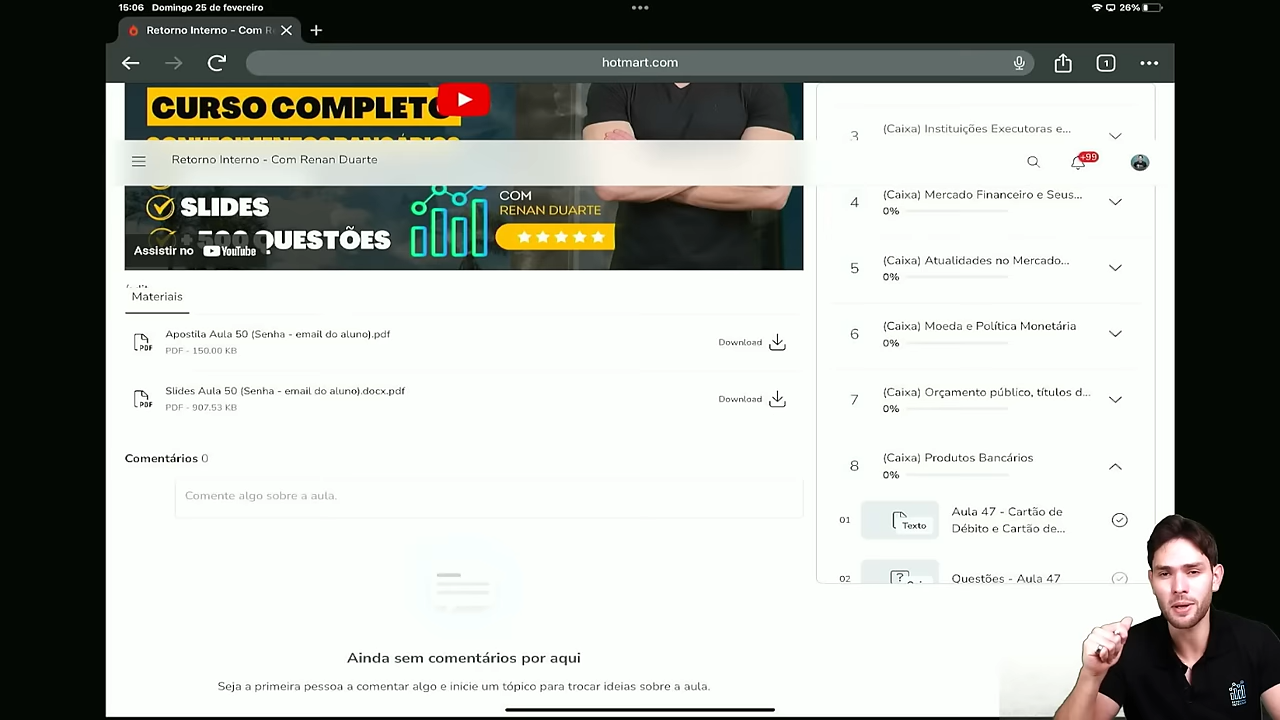 15:06 Domingo 25 de fevereiro
26%
Retorno Interno - Com R
hotmart.com
1
CURSO COMPLETO
Retorno Interno - Com Renan Duarte
+99
SLIDES
+ 500 QUESTÕES
COM
RENAN DUARTE
Assistir no YouTube
Materiais
Apostila Aula 50 (Senha - email do aluno).pdf
PDF - 150.00 KB
Download
Slides Aula 50 (Senha - email do aluno).docx.pdf
PDF - 907.53 KB
Download
Comentários 0
Comente algo sobre a aula.
Ainda sem comentários por aqui
Seja a primeira pessoa a comentar algo e inicie um tópico para trocar ideias sobre a aula.
3 (Caixa) Instituições Executoras e...
4 (Caixa) Mercado Financeiro e Seus...
0%
5 (Caixa) Atualidades no Mercado...
0%
6 (Caixa) Moeda e Política Monetária
0%
7 (Caixa) Orçamento público, títulos d...
0%
8 (Caixa) Produtos Bancários
0%
01 Texto Aula 47 - Cartão de
Débito e Cartão de...
02 Questões - Aula 47